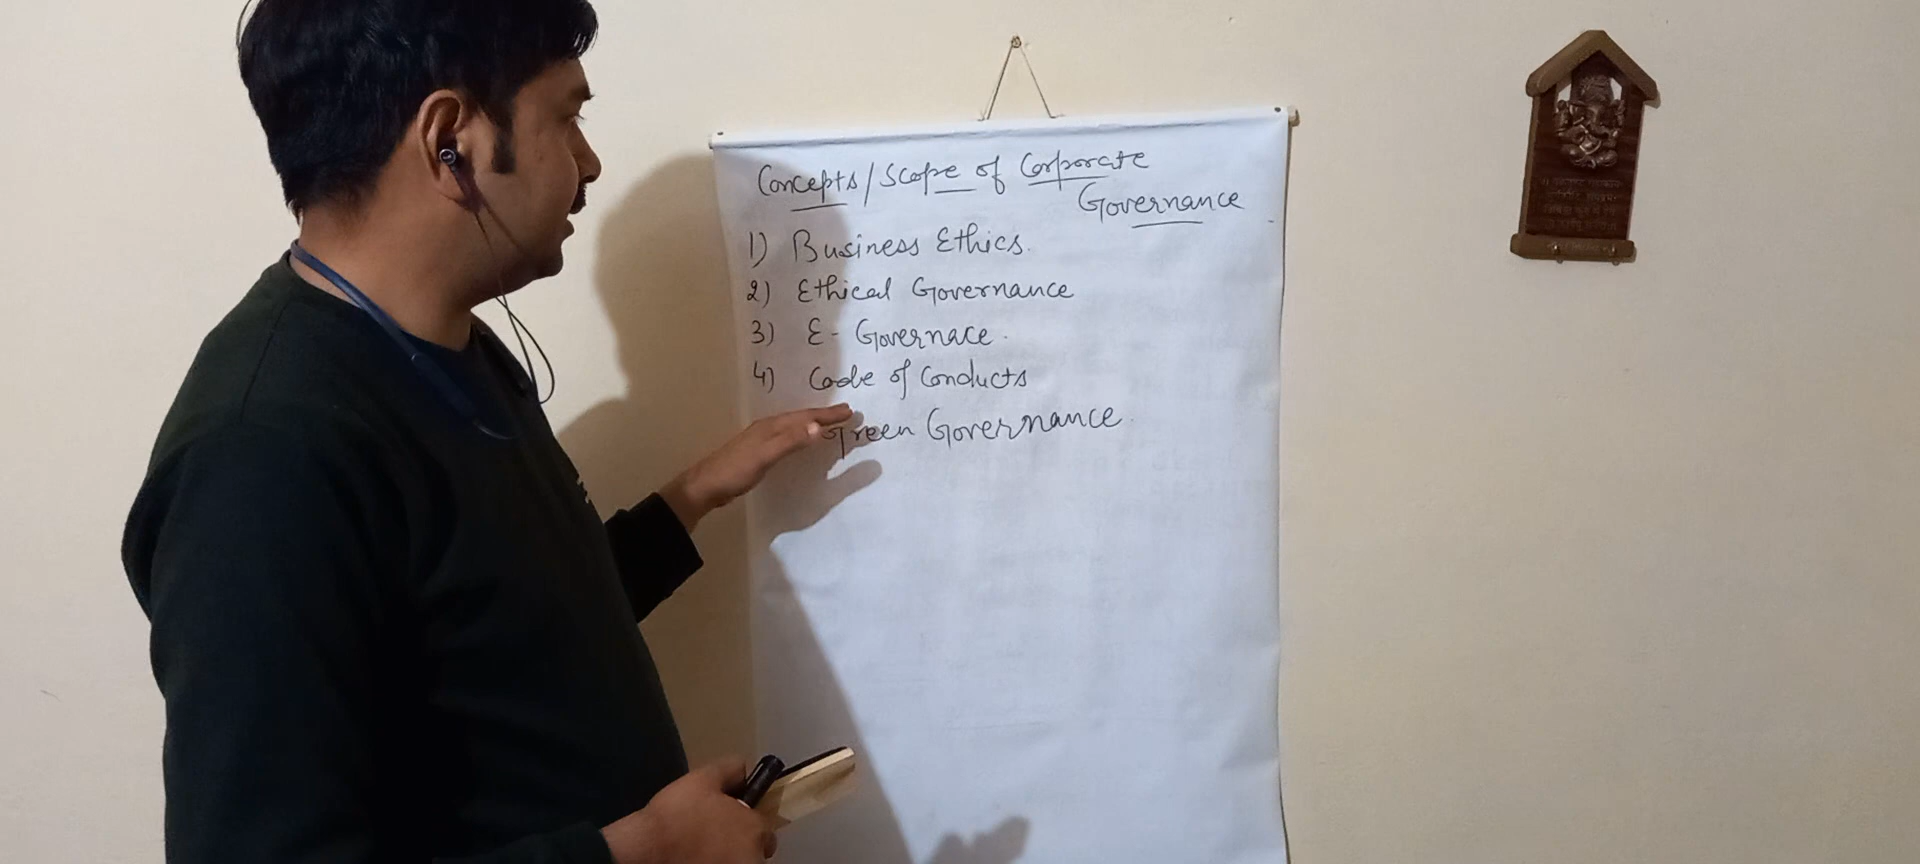 Concepts/Scope of Corporate
Governance
1) Business Ethics.
2) Ethical Governance
3) E-Governace.
4) Code of Conducts
Green Governance.